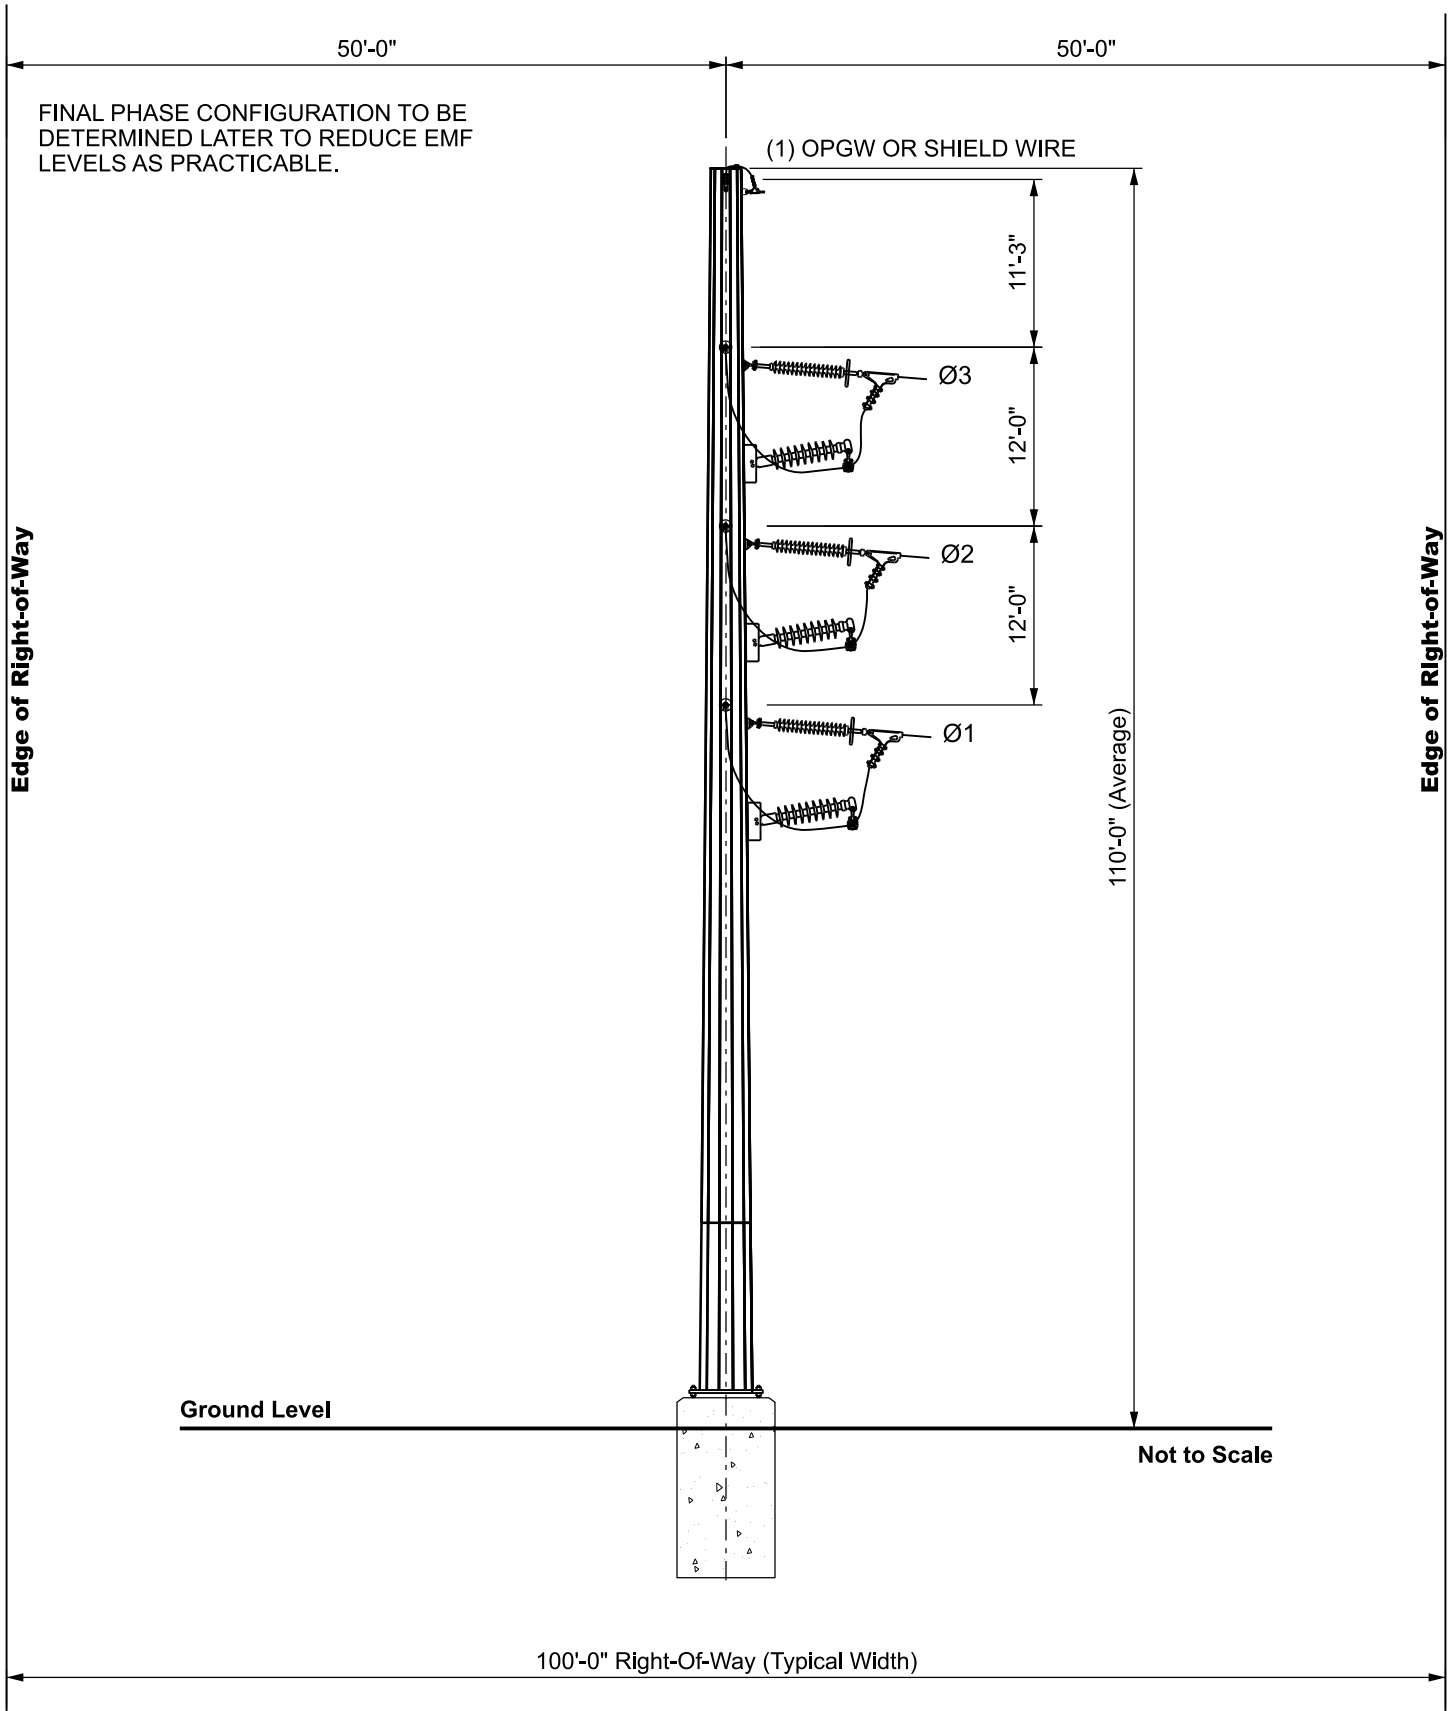 50'-0"
50'-0"
FINAL PHASE CONFIGURATION TO BE
DETERMINED LATER TO REDUCE EMF
LEVELS AS PRACTICABLE.
(1) OPGW OR SHIELD WIRE
11'-3"
Ø3
12'-0"
Edge of Right-of-Way
Edge of Right-of-Way
Ø2
12'-0"
Ø1
110'-0" (Average)
Ground Level
Not to Scale
100'-0" Right-Of-Way (Typical Width)